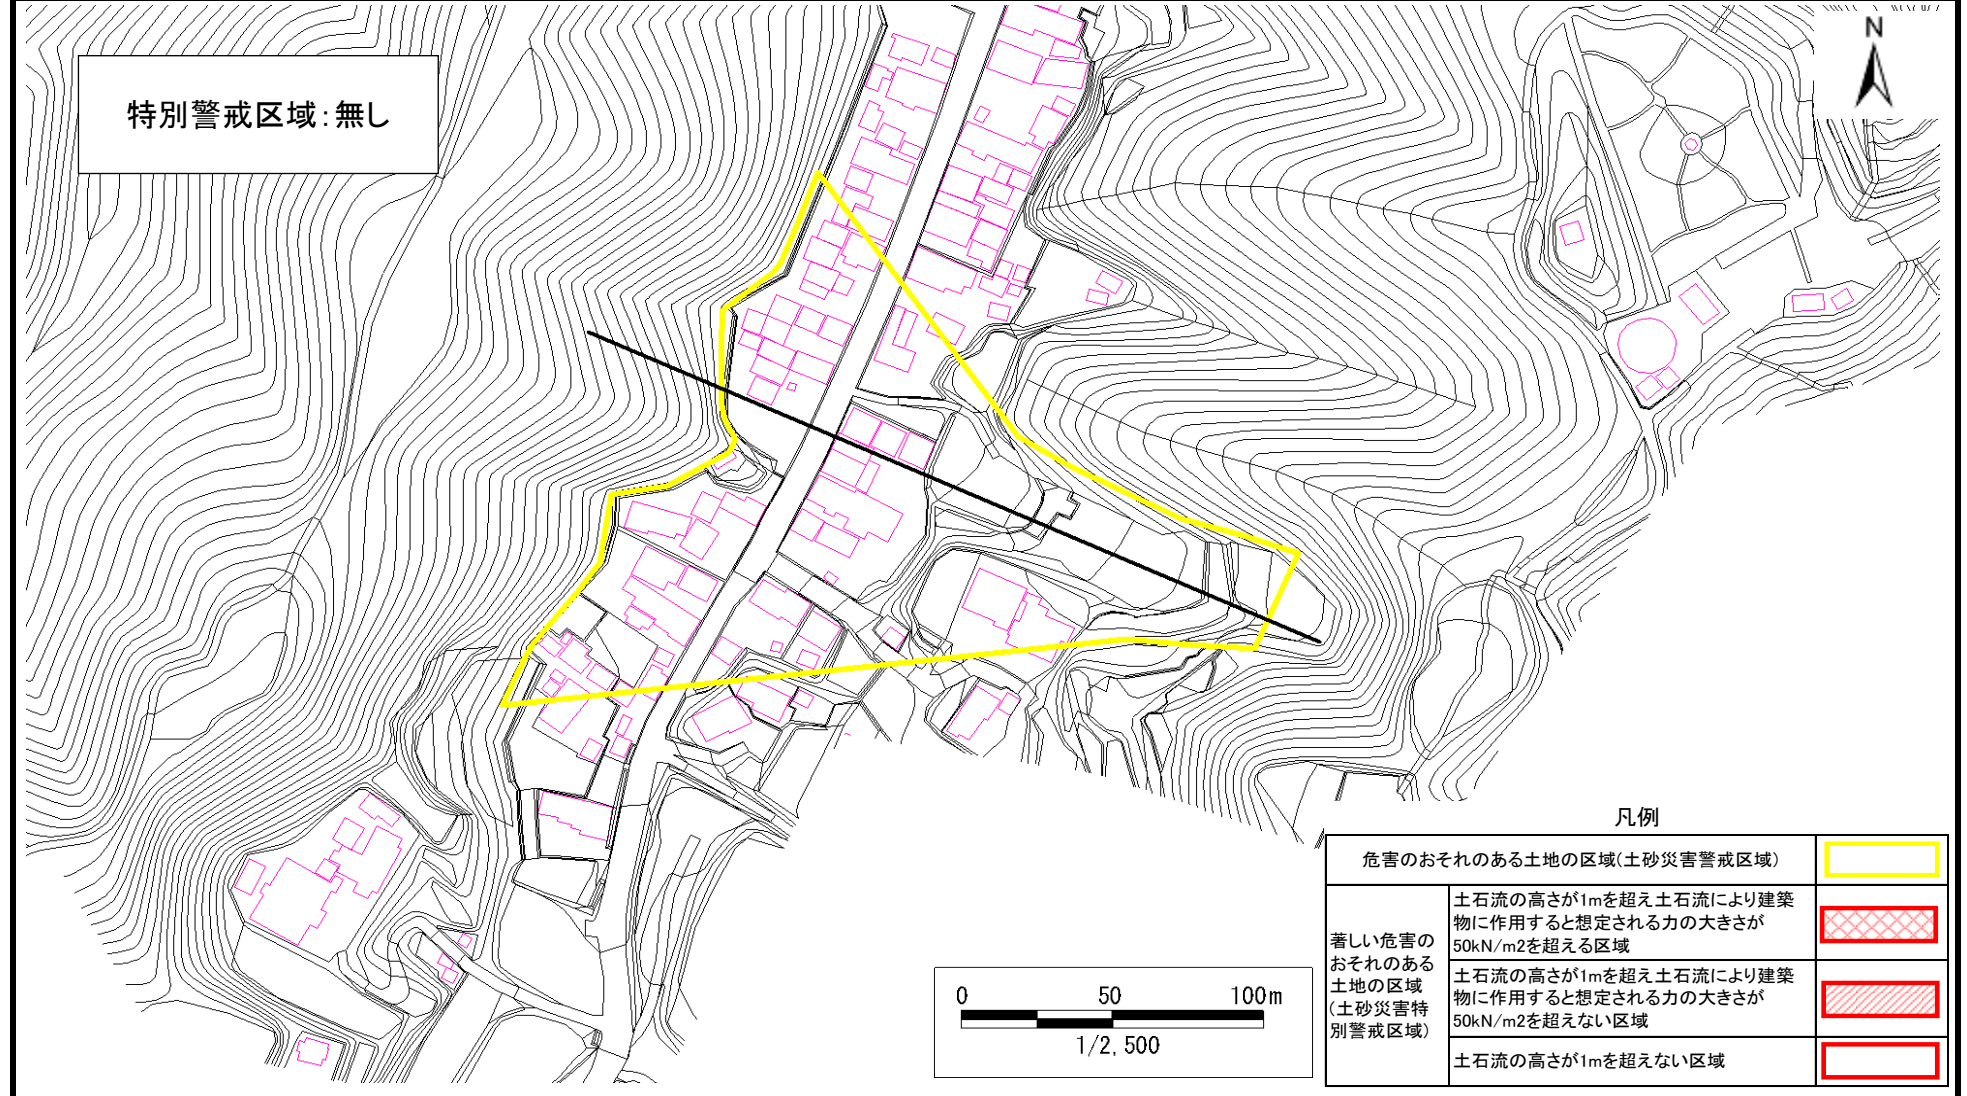 特別警戒区域:無し
N
凡例
危害のおそれのある土地の区域(土砂災害警戒区域)
著しい危害の
おそれのある
土地の区域
(土砂災害特
別警戒区域)
土石流の高さが1mを超え土石流により建築
物に作用すると想定される力の大きさが
50kN/m2を超える区域
土石流の高さが1mを超え土石流により建築
物に作用すると想定される力の大きさが
50kN/m2を超えない区域
土石流の高さが1mを超えない区域
0 50 100m
1/2,500